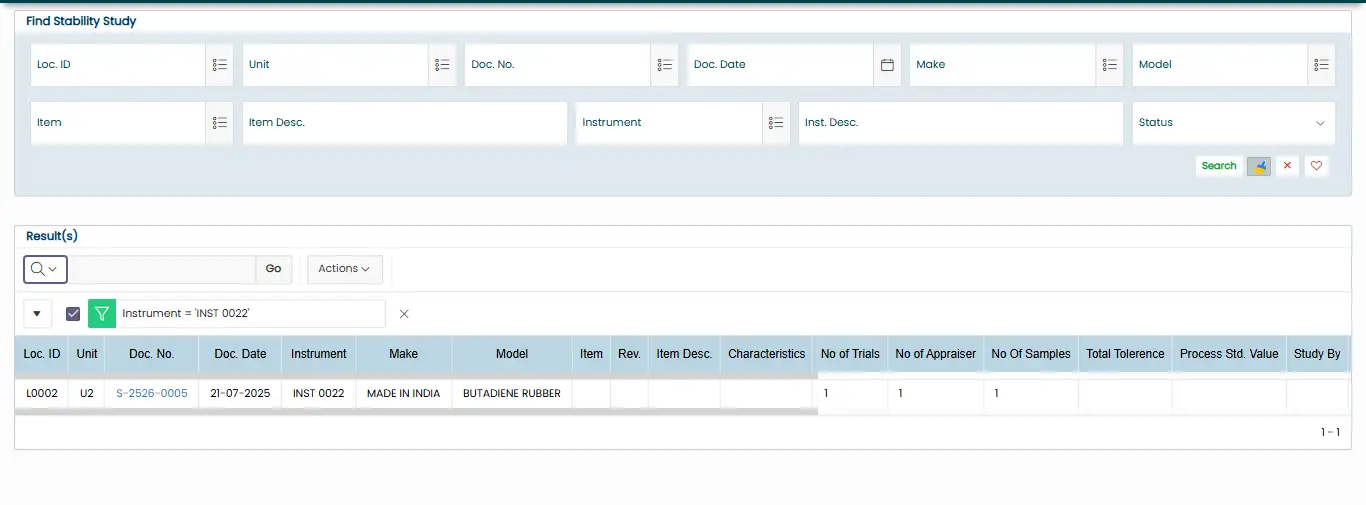 Find Stability Study
Loc. ID Unit Doc. No. Doc. Date Make Model
Item Item Desc. Instrument Inst. Desc. Status
Search
Result(s)
Go Actions
Instrument = 'INST 0022'
Loc. ID Unit Doc. No. Doc. Date Instrument Make Model Item Rev. Item Desc. Characteristics No of Trials No of Appraiser No Of Samples Total Tolerence Process Std. Value Study By
L0002 U2 S-2526-0005 21-07-2025 INST 0022 MADE IN INDIA BUTADIENE RUBBER 1 1 1
1 - 1